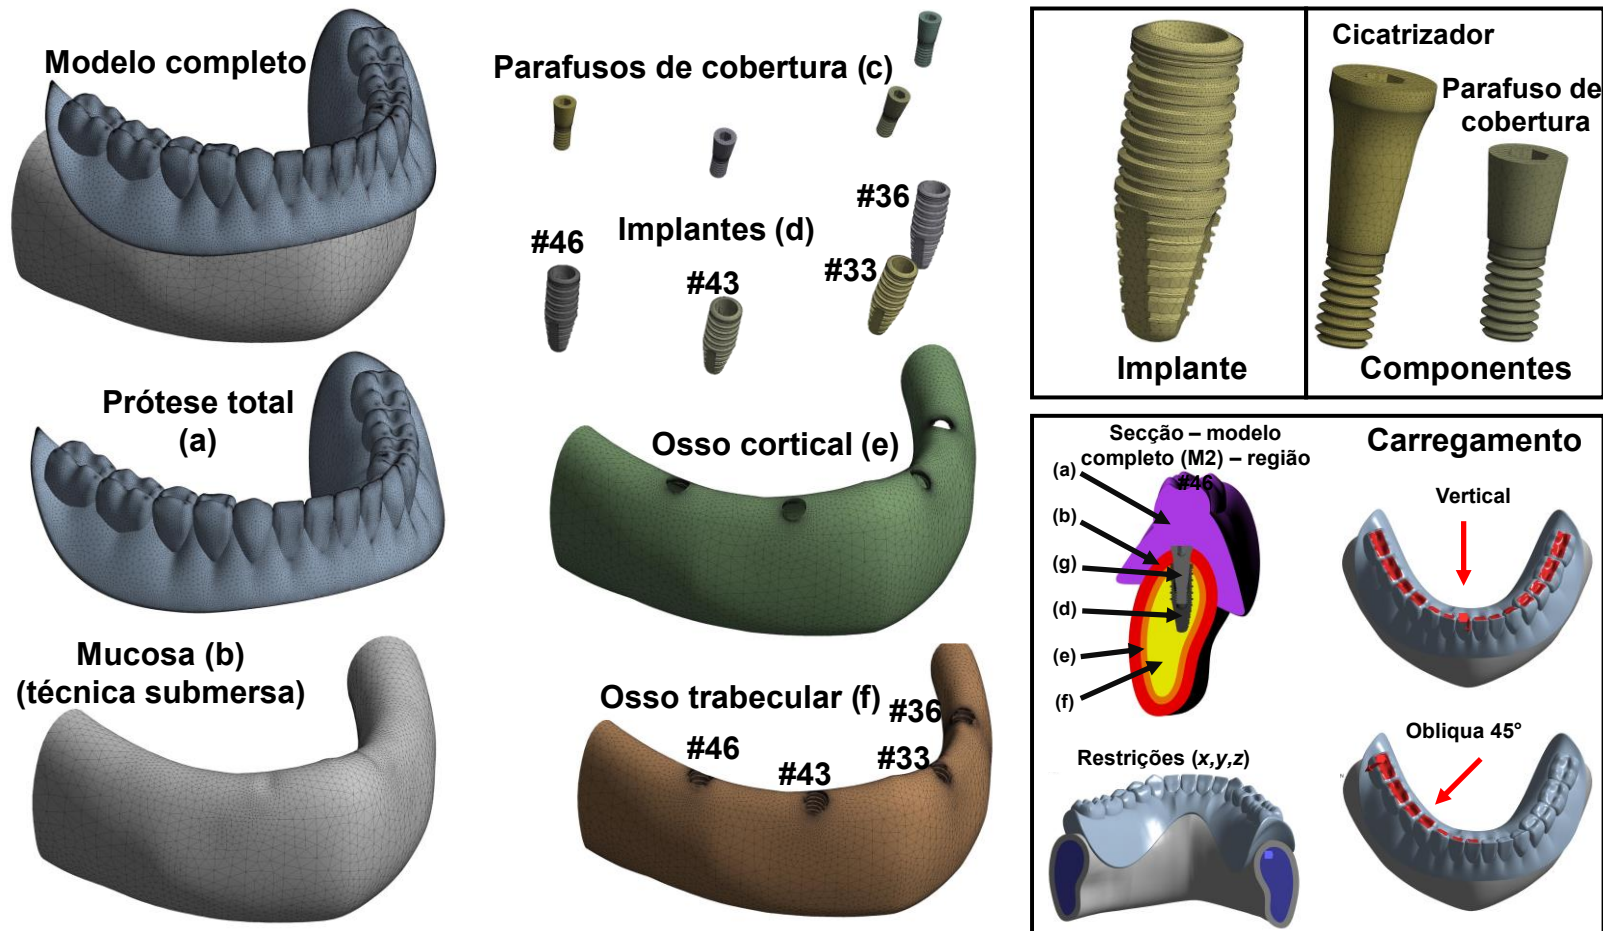 Modelo completo
Prótese total
(a)
Mucosa (b)
(técnica submersa)
Parafusos de cobertura (c)
Implantes (d)
#46
#43
#33
#36
Osso cortical (e)
Osso trabecular (f)
#46
#43
#33
#36
Implante
Cicatrizador
Parafuso de
cobertura
Componentes
Secção – modelo
completo (M2) – região
#46
(a)
(b)
(g)
(d)
(e)
(f)
Restrições (x,y,z)
Carregamento
Vertical
Obliqua 45°